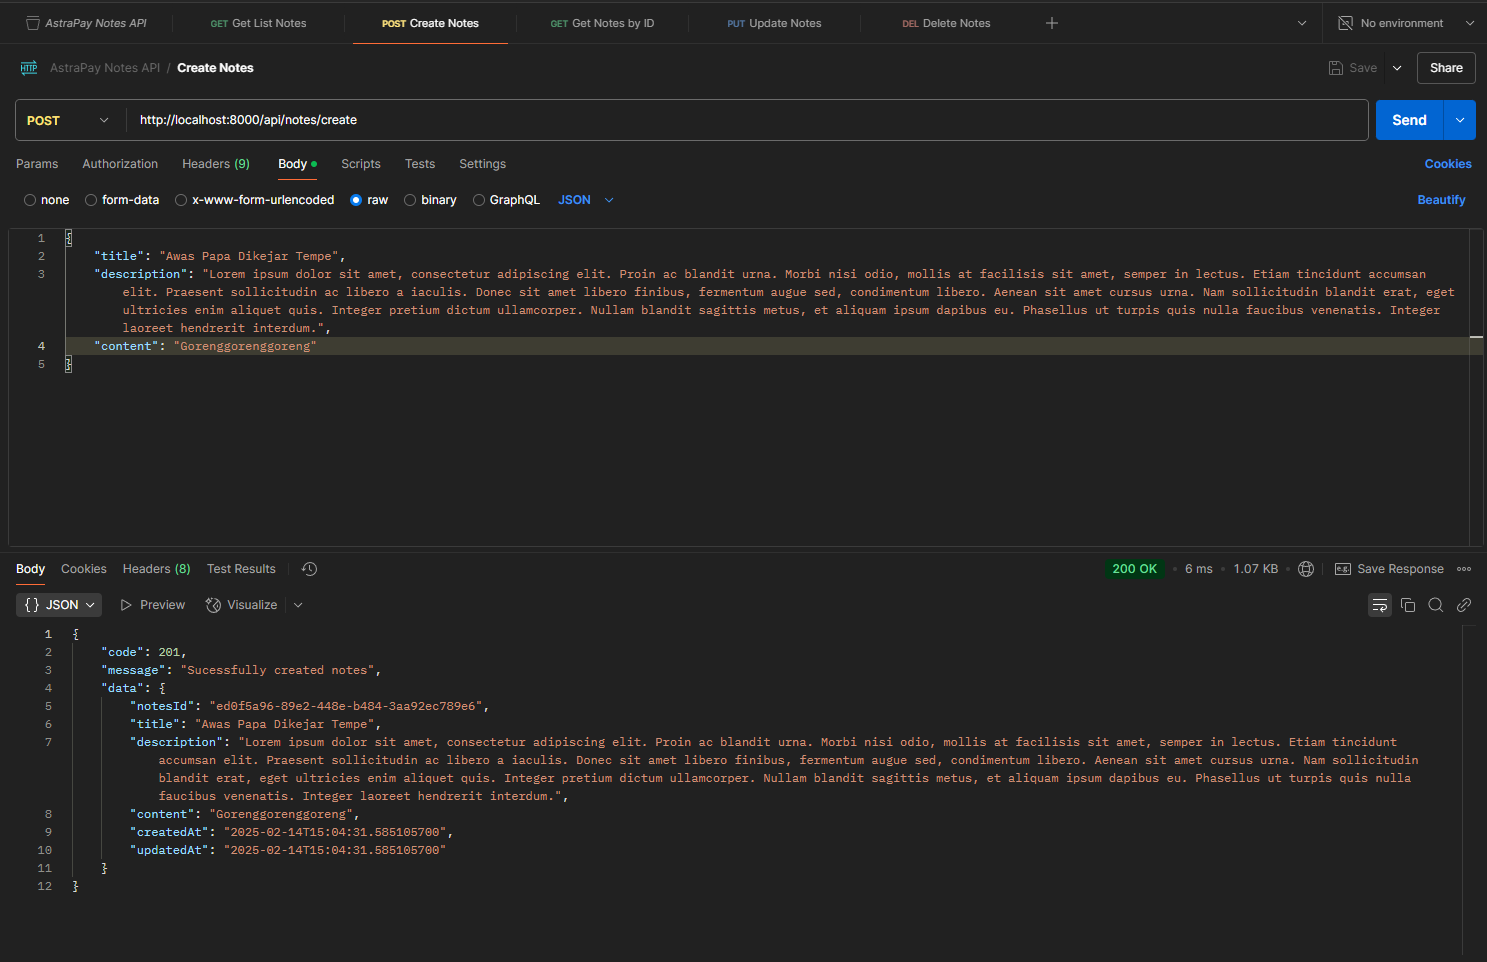 AstraPay Notes API
GET Get List Notes
POST Create Notes
GET Get Notes by ID
PUT Update Notes
DEL Delete Notes
No environment
HTTP AstraPay Notes API / Create Notes
Save
Share
POST
http://localhost:8000/api/notes/create
Send
Params Authorization Headers (9) Body Scripts Tests Settings
Cookies
none form-data x-www-form-urlencoded raw binary GraphQL JSON
Beautify
1 {
2 "title": "Awas Papa Dikejar Tempe",
3 "description": "Lorem ipsum dolor sit amet, consectetur adipiscing elit. Proin ac blandit urna. Morbi nisi odio, mollis at facilisis sit amet, semper in lectus. Etiam tincidunt accumsan
elit. Praesent sollicitudin ac libero a iaculis. Donec sit amet libero finibus, fermentum augue sed, condimentum libero. Aenean sit amet cursus urna. Nam sollicitudin blandit erat, eget
ultricies enim aliquet quis. Integer pretium dictum ullamcorper. Nullam blandit sagittis metus, et aliquam ipsum dapibus eu. Phasellus ut turpis quis nulla faucibus venenatis. Integer
laoreet hendrerit interdum.",
4 "content": "Gorenggorenggoreng"
5 }
Body Cookies Headers (8) Test Results
200 OK • 6 ms • 1.07 KB
e.g. Save Response
{} JSON Preview Visualize
1 {
2 "code": 201,
3 "message": "Sucessfully created notes",
4 "data": {
5 "notesId": "ed0f5a96-89e2-448e-b484-3aa92ec789e6",
6 "title": "Awas Papa Dikejar Tempe",
7 "description": "Lorem ipsum dolor sit amet, consectetur adipiscing elit. Proin ac blandit urna. Morbi nisi odio, mollis at facilisis sit amet, semper in lectus. Etiam tincidunt
accumsan elit. Praesent sollicitudin ac libero a iaculis. Donec sit amet libero finibus, fermentum augue sed, condimentum libero. Aenean sit amet cursus urna. Nam sollicitudin
blandit erat, eget ultricies enim aliquet quis. Integer pretium dictum ullamcorper. Nullam blandit sagittis metus, et aliquam ipsum dapibus eu. Phasellus ut turpis quis nulla
faucibus venenatis. Integer laoreet hendrerit interdum.",
8 "content": "Gorenggorenggoreng",
9 "createdAt": "2025-02-14T15:04:31.585105700",
10 "updatedAt": "2025-02-14T15:04:31.585105700"
11 }
12 }